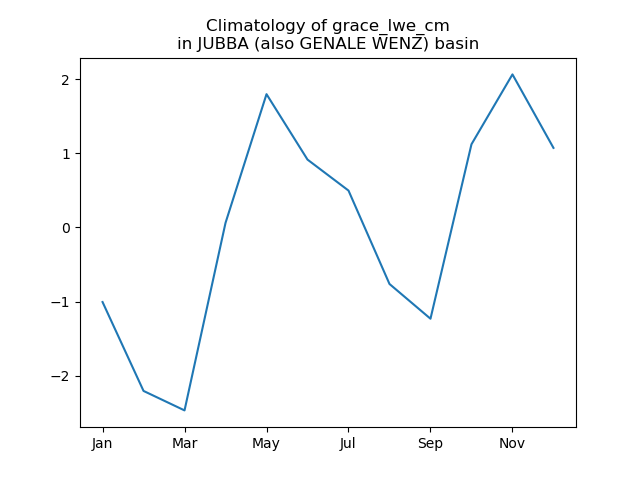 Climatology of grace_lwe_cm
in JUBBA (also GENALE WENZ) basin
2
1
0
−1
−2
Jan Mar May Jul Sep Nov